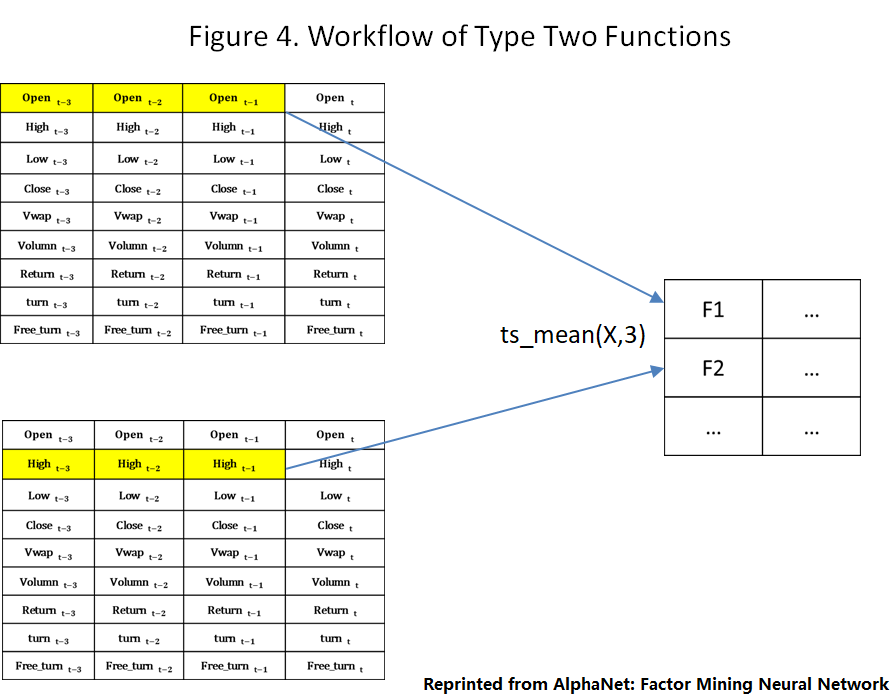 Figure 4. Workflow of Type Two Functions
Open t−3 Open t−2 Open t−1 Open t
High t−3 High t−2 High t−1 High t
Low t−3 Low t−2 Low t−1 Low t
Close t−3 Close t−2 Close t−1 Close t
Vwap t−3 Vwap t−2 Vwap t−1 Vwap t
Volumn t−3 Volumn t−2 Volumn t−1 Volumn t
Return t−3 Return t−2 Return t−1 Return t
turn t−3 turn t−2 turn t−1 turn t
Free_turn t−3 Free_turn t−2 Free_turn t−1 Free_turn t
ts_mean(X,3)
F1 ...
F2 ...
... ...
Open t−3 Open t−2 Open t−1 Open t
High t−3 High t−2 High t−1 High t
Low t−3 Low t−2 Low t−1 Low t
Close t−3 Close t−2 Close t−1 Close t
Vwap t−3 Vwap t−2 Vwap t−1 Vwap t
Volumn t−3 Volumn t−2 Volumn t−1 Volumn t
Return t−3 Return t−2 Return t−1 Return t
turn t−3 turn t−2 turn t−1 turn t
Free_turn t−3 Free_turn t−2 Free_turn t−1 Free_turn t
Reprinted from AlphaNet: Factor Mining Neural Network